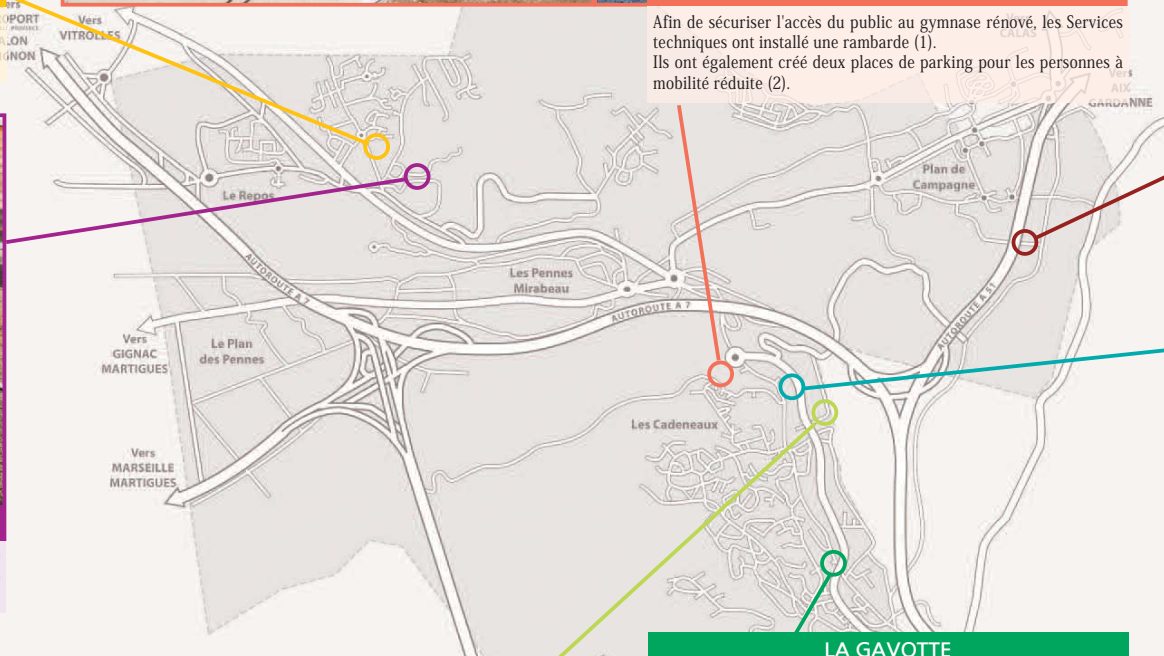 Vers
VITROLLES
Afin de sécuriser l'accès du public au gymnase rénové, les Services
techniques ont installé une rambarde (1).
Ils ont également créé deux places de parking pour les personnes à
mobilité réduite (2).
CALAS
Vers
AIX
GARDANNE
Plan de
Campagne
Le Repos
AUTOROUTE A 7
Les Pennes
Mirabeau
AUTOROUTE A 7
AUTOROUTE A 51
Vers
GIGNAC
MARTIGUES
Le Plan
des Pennes
Les Cadeneaux
Vers
MARSEILLE
MARTIGUES
LA GAVOTTE